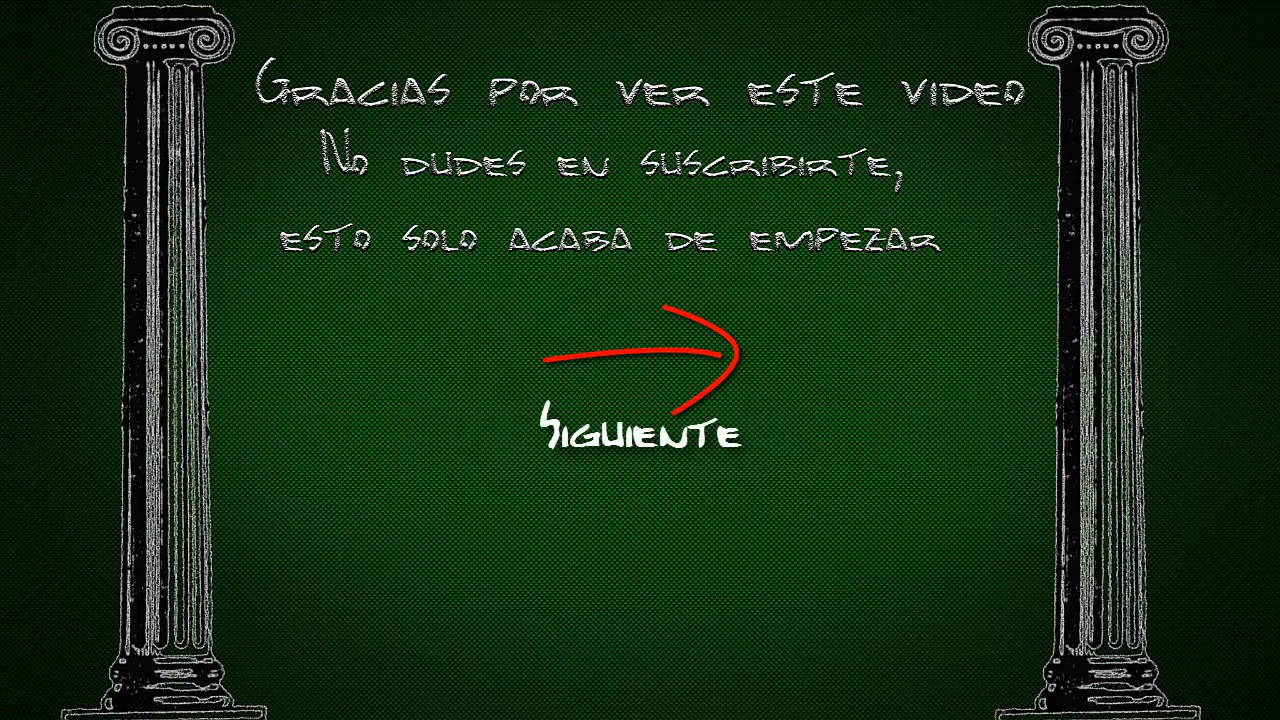 Gracias por ver este video
No dudes en suscribirte,
esto solo acaba de empezar
Siguiente